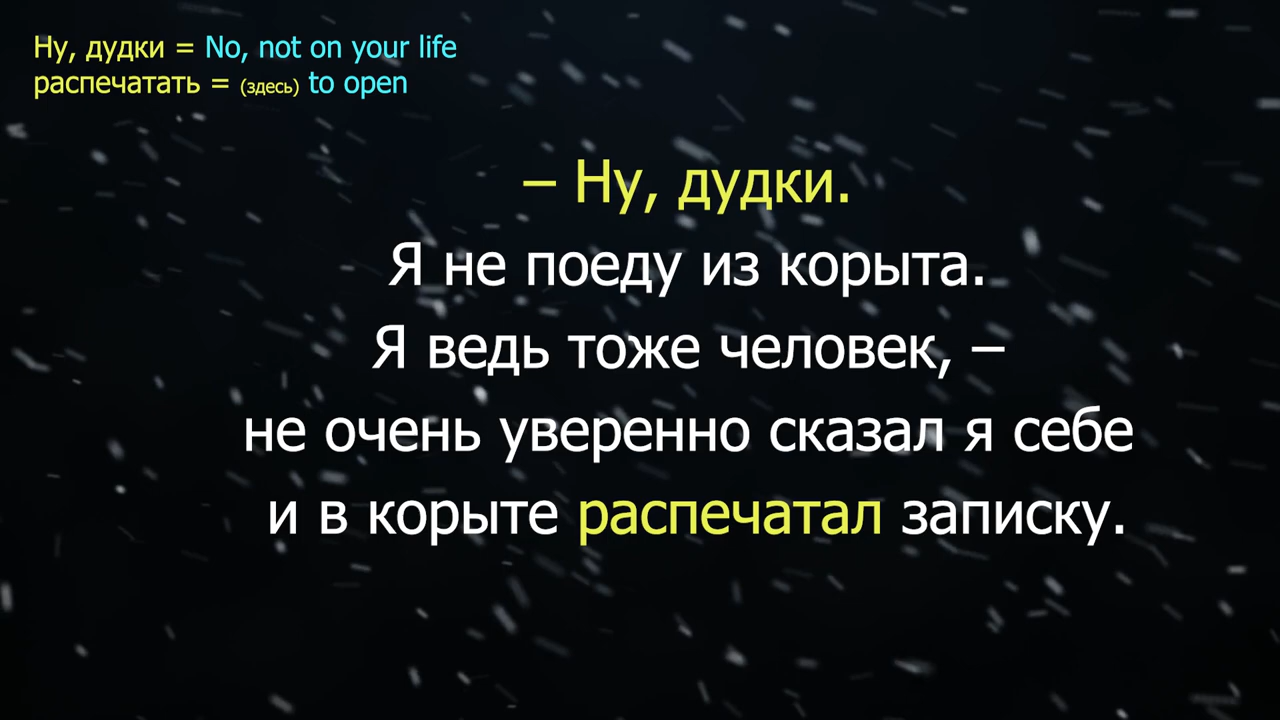 Ну, дудки = No, not on your life
распечатать = (здесь) to open
– Ну, дудки.
Я не поеду из корыта.
Я ведь тоже человек, –
не очень уверенно сказал я себе
и в корыте распечатал записку.